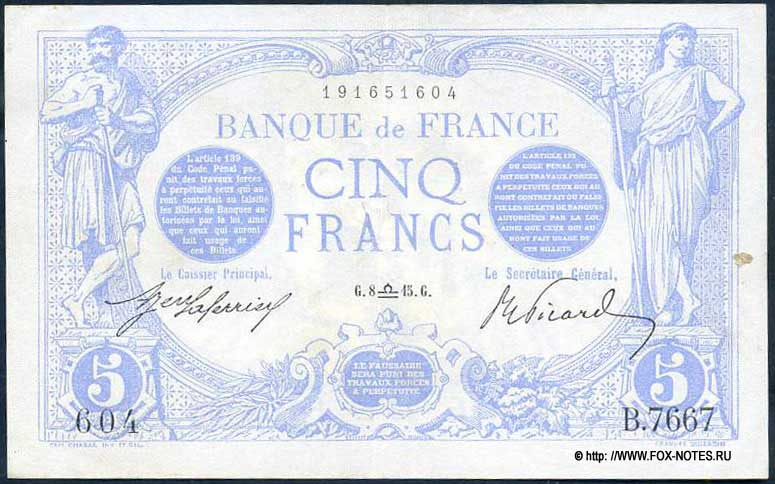 191651604
BANQUE de FRANCE
L'article 139
du Code Pénal pu-
nit des travaux forcés
à perpétuité ceux qui au-
ront contrefait ou falsifié
les Billets de Banques au-
torisées par la loi, ainsi
que ceux qui auront
fait usage de
ces Billets.
CINQ
FRANCS
L'ARTICLE 139
DU CODE PÉNAL PU-
NIT DES TRAVAUX FORCÉS
A PERPÉTUITÉ CEUX QUI AU-
RONT CONTREFAIT OU FALSI-
FIÉ LES BILLETS DE BANQUES
AUTORISÉES PAR LA LOI,
AINSI QUE CEUX QUI AU-
RONT FAIT USAGE DE
CES BILLETS.
Le Caissier Principal,
Le Secrétaire Général,
G.8 ♎ 15.G.
Picard
5
LE FAUSSAIRE
SERA PUNI DES
TRAVAUX FORCÉS
A PERPÉTUITÉ
5
604
B.7667
© http://WWW.FOX-NOTES.RU